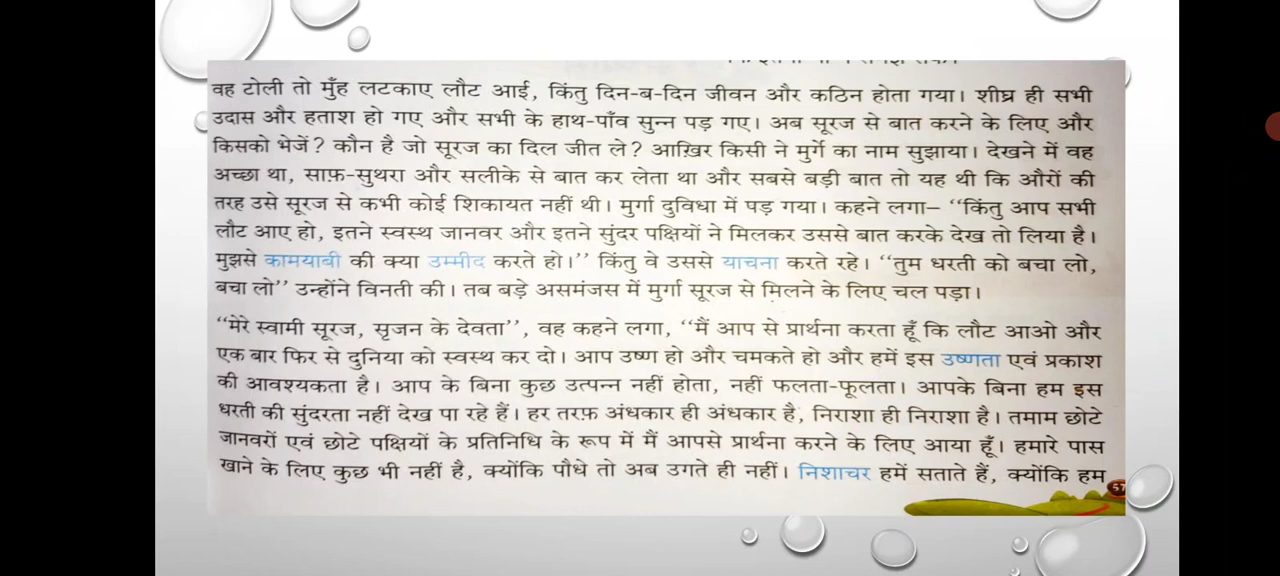 वह टोली तो मुँह लटकाए लौट आई, किंतु दिन-ब-दिन जीवन और कठिन होता गया। शीघ्र ही सभी
उदास और हताश हो गए और सभी के हाथ-पाँव सुन्न पड़ गए। अब सूरज से बात करने के लिए और
किसको भेजें? कौन है जो सूरज का दिल जीत ले? आख़िर किसी ने मुर्गे का नाम सुझाया। देखने में वह
अच्छा था, साफ़-सुथरा और सलीके से बात कर लेता था और सबसे बड़ी बात तो यह थी कि औरों की
तरह उसे सूरज से कभी कोई शिकायत नहीं थी। मुर्गा दुविधा में पड़ गया। कहने लगा– “किंतु आप सभी
लौट आए हो, इतने स्वस्थ जानवर और इतने सुंदर पक्षियों ने मिलकर उससे बात करके देख तो लिया है।
मुझसे कामयाबी की क्या उम्मीद करते हो।” किंतु वे उससे याचना करते रहे। “तुम धरती को बचा लो,
बचा लो” उन्होंने विनती की। तब बड़े असमंजस में मुर्गा सूरज से मिलने के लिए चल पड़ा।
“मेरे स्वामी सूरज, सृजन के देवता”, वह कहने लगा, “मैं आप से प्रार्थना करता हूँ कि लौट आओ और
एक बार फिर से दुनिया को स्वस्थ कर दो। आप उष्ण हो और चमकते हो और हमें इस उष्णता एवं प्रकाश
की आवश्यकता है। आप के बिना कुछ उत्पन्न नहीं होता, नहीं फलता-फूलता। आपके बिना हम इस
धरती की सुंदरता नहीं देख पा रहे हैं। हर तरफ़ अंधकार ही अंधकार है, निराशा ही निराशा है। तमाम छोटे
जानवरों एवं छोटे पक्षियों के प्रतिनिधि के रूप में मैं आपसे प्रार्थना करने के लिए आया हूँ। हमारे पास
खाने के लिए कुछ भी नहीं है, क्योंकि पौधे तो अब उगते ही नहीं। निशाचर हमें सताते हैं, क्योंकि हम
57